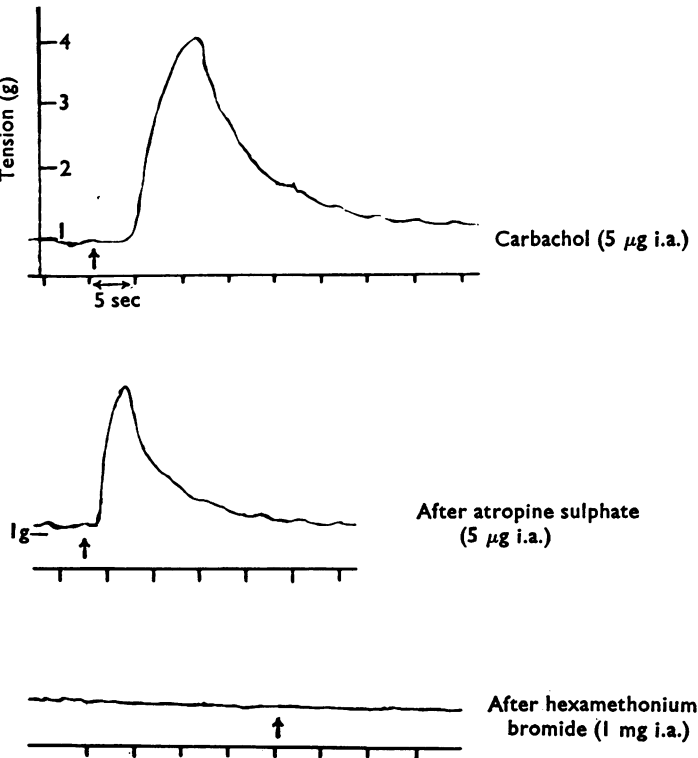 Tension (g)
4
3
2
1
Carbachol (5 μg i.a.)
5 sec
After atropine sulphate
(5 μg i.a.)
1g
After hexamethonium
bromide (1 mg i.a.)